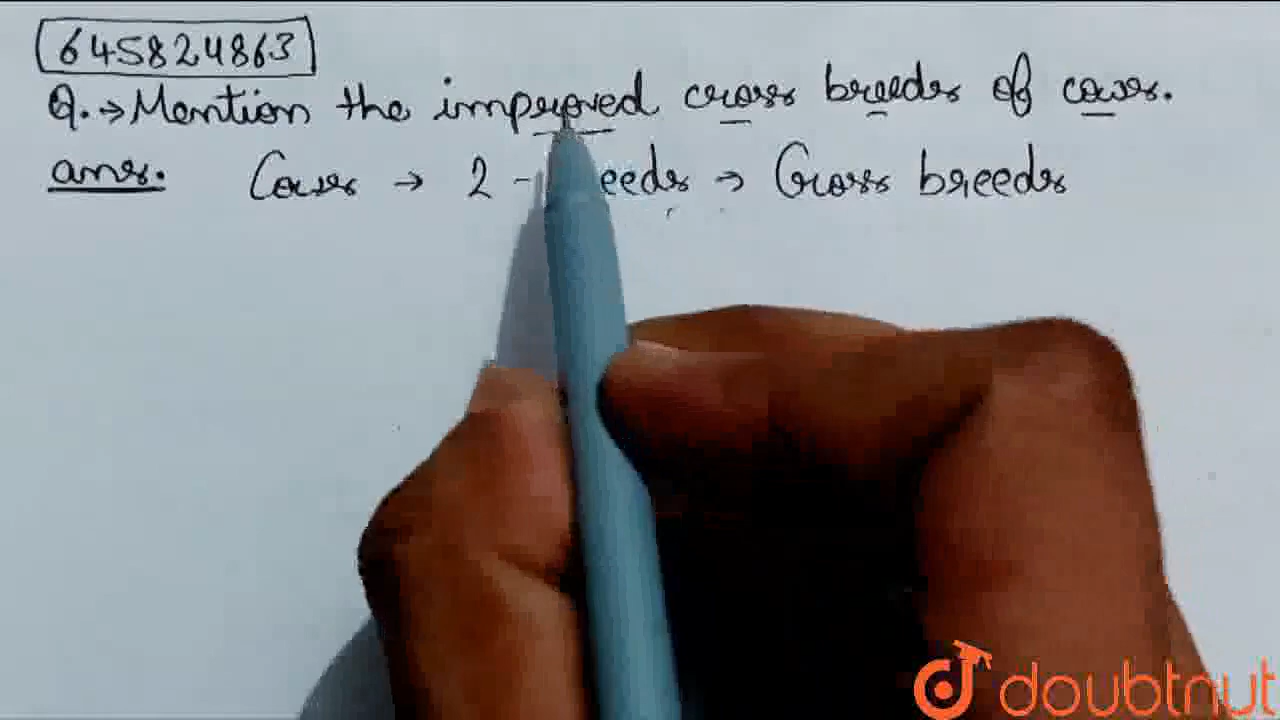 645824863
Q.→ Mention the improved cross breeds of cows.
ans. Cows → 2 - eeds → Cross breeds
doubtnut